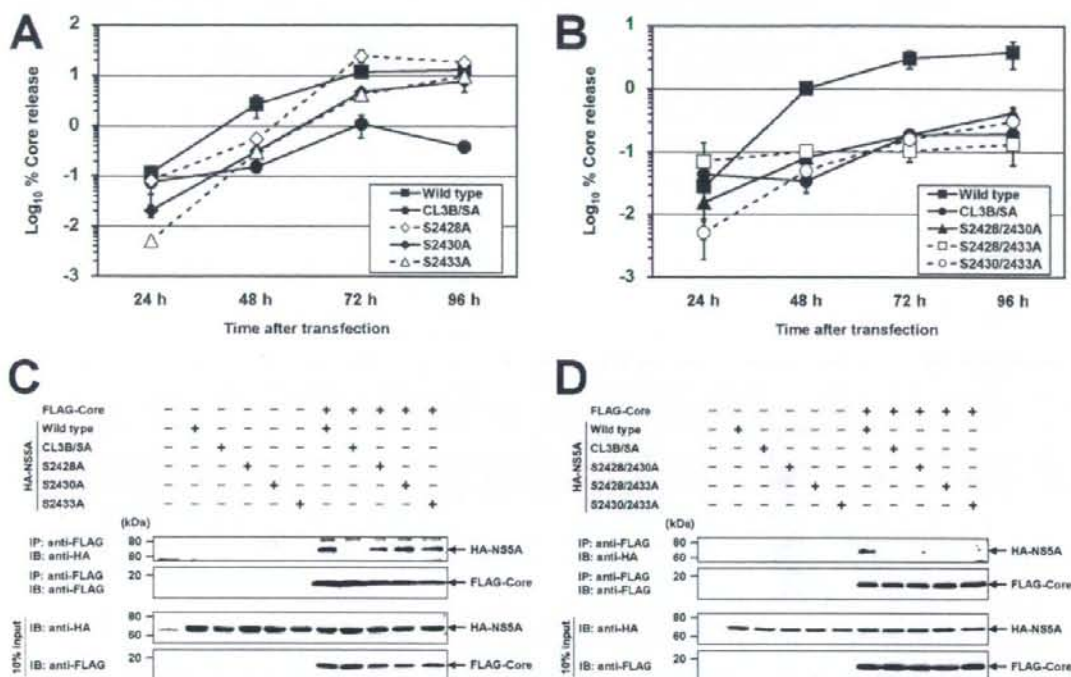 A
Log10 % Core release
2
1
0
-1
-2
-3
Wild type
CL3B/SA
S2428A
S2430A
S2433A
24 h 48 h 72 h 96 h
Time after transfection
B
Log10 % Core release
1
0
-1
-2
-3
Wild type
CL3B/SA
S2428/2430A
S2428/2433A
S2430/2433A
24 h 48 h 72 h 96 h
Time after transfection
C
FLAG-Core - - - - - - + + + + +
HA-NS5A
Wild type - + - - - - + - - - -
CL3B/SA - - + - - - - + - - -
S2428A - - - + - - - - + - -
S2430A - - - - + - - - - + -
S2433A - - - - - + - - - - +
(kDa)
IP: anti-FLAG
IB: anti-HA
80
60
HA-NS5A
IP: anti-FLAG
IB: anti-FLAG
20
FLAG-Core
10% input
IB: anti-HA
80
60
HA-NS5A
IB: anti-FLAG
20
FLAG-Core
D
FLAG-Core - - - - - - + + + + +
HA-NS5A
Wild type - + - - - - + - - - -
CL3B/SA - - + - - - - + - - -
S2428/2430A - - - + - - - - + - -
S2428/2433A - - - - + - - - - + -
S2430/2433A - - - - - + - - - - +
(kDa)
IP: anti-FLAG
IB: anti-HA
80
60
HA-NS5A
IP: anti-FLAG
IB: anti-FLAG
20
FLAG-Core
10% input
IB: anti-HA
80
60
HA-NS5A
IB: anti-FLAG
20
FLAG-Core